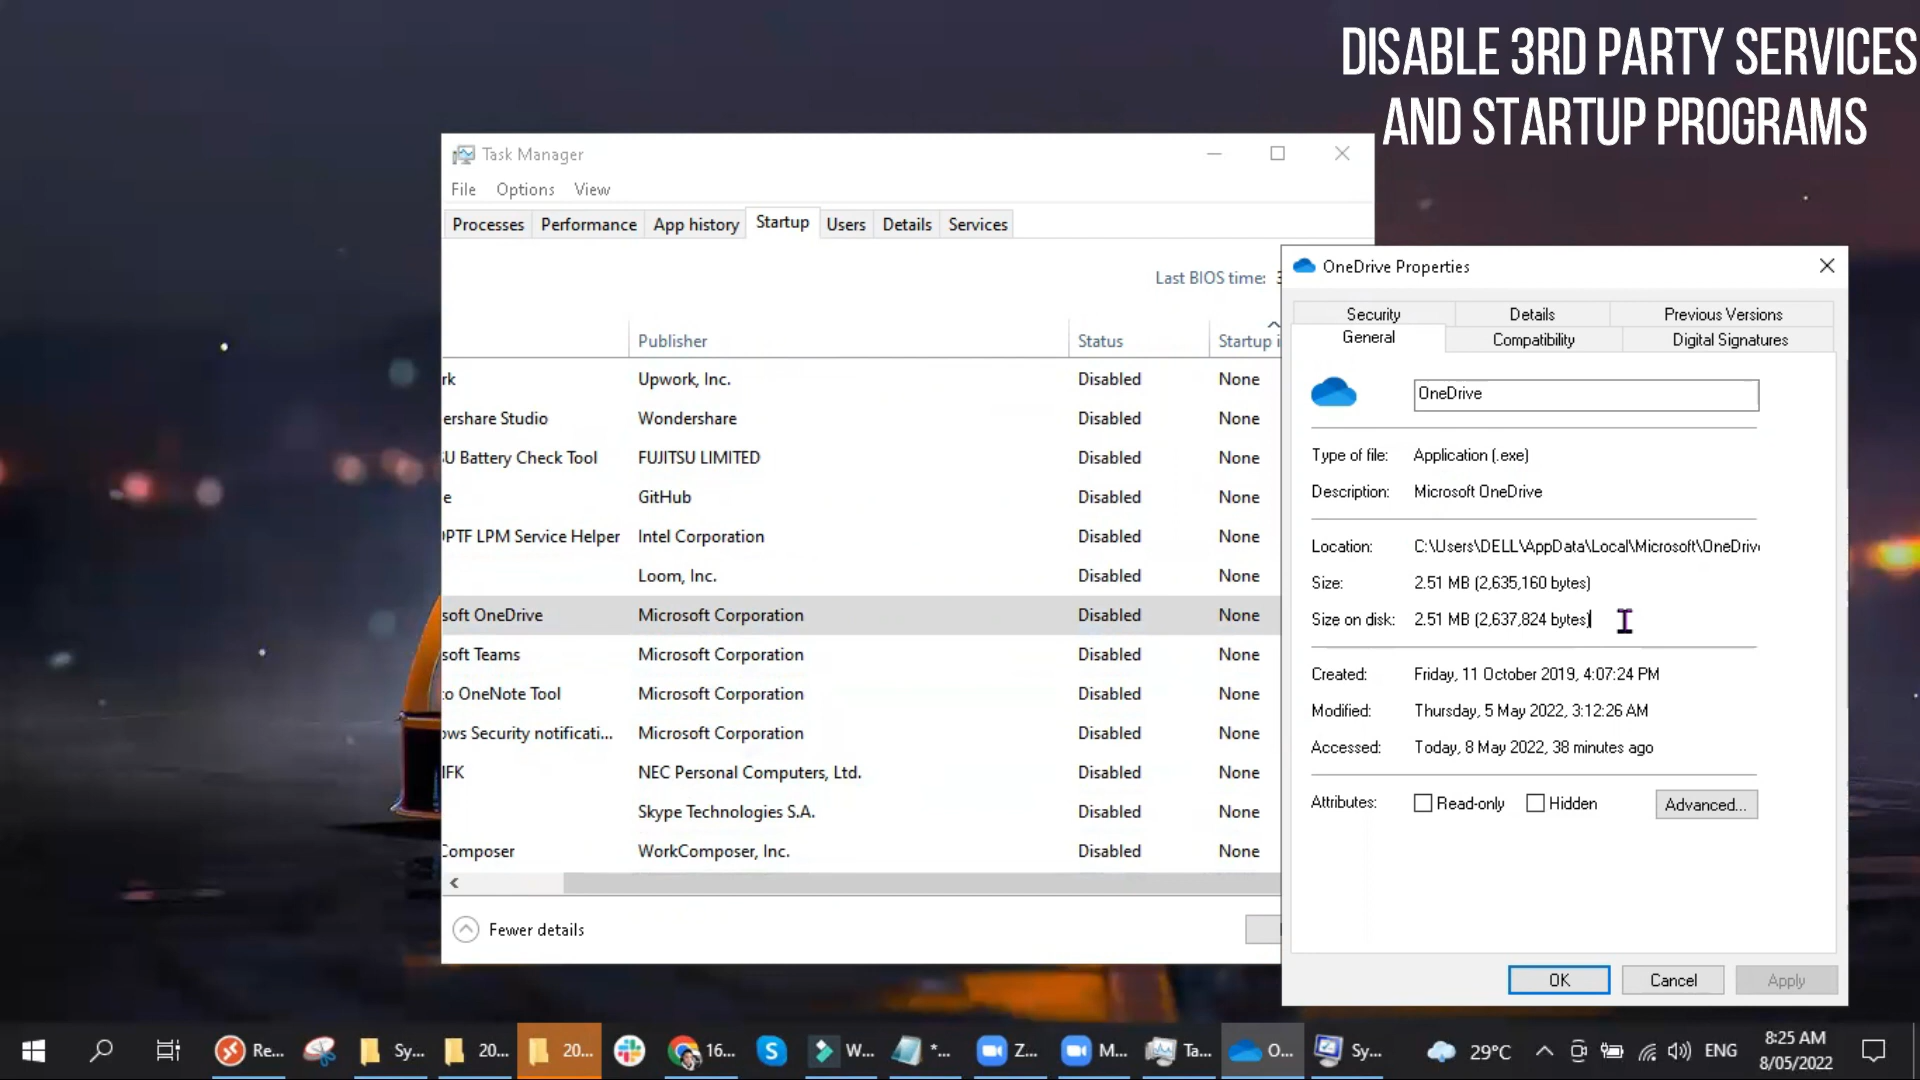 DISABLE 3RD PARTY SERVICES
AND STARTUP PROGRAMS
Task Manager
File Options View
Processes Performance App history Startup Users Details Services
Last BIOS time:
Publisher Status Startup i
rk Upwork, Inc. Disabled None
ershare Studio Wondershare Disabled None
U Battery Check Tool FUJITSU LIMITED Disabled None
e GitHub Disabled None
PTF LPM Service Helper Intel Corporation Disabled None
Loom, Inc. Disabled None
soft OneDrive Microsoft Corporation Disabled None
soft Teams Microsoft Corporation Disabled None
to OneNote Tool Microsoft Corporation Disabled None
ows Security notificati... Microsoft Corporation Disabled None
IFK NEC Personal Computers, Ltd. Disabled None
Skype Technologies S.A. Disabled None
Composer WorkComposer, Inc. Disabled None
Fewer details
OneDrive Properties
Security Details Previous Versions
General Compatibility Digital Signatures
OneDrive
Type of file: Application (.exe)
Description: Microsoft OneDrive
Location: C:\Users\DELL\AppData\Local\Microsoft\OneDriv
Size: 2.51 MB (2,635,160 bytes)
Size on disk: 2.51 MB (2,637,824 bytes)
Created: Friday, 11 October 2019, 4:07:24 PM
Modified: Thursday, 5 May 2022, 3:12:26 AM
Accessed: Today, 8 May 2022, 38 minutes ago
Attributes: Read-only Hidden Advanced...
OK Cancel Apply
Re... Sy... 20... 20... 16... W... *... Z... M... Ta... O... Sy... 29°C ENG
8:25 AM
8/05/2022